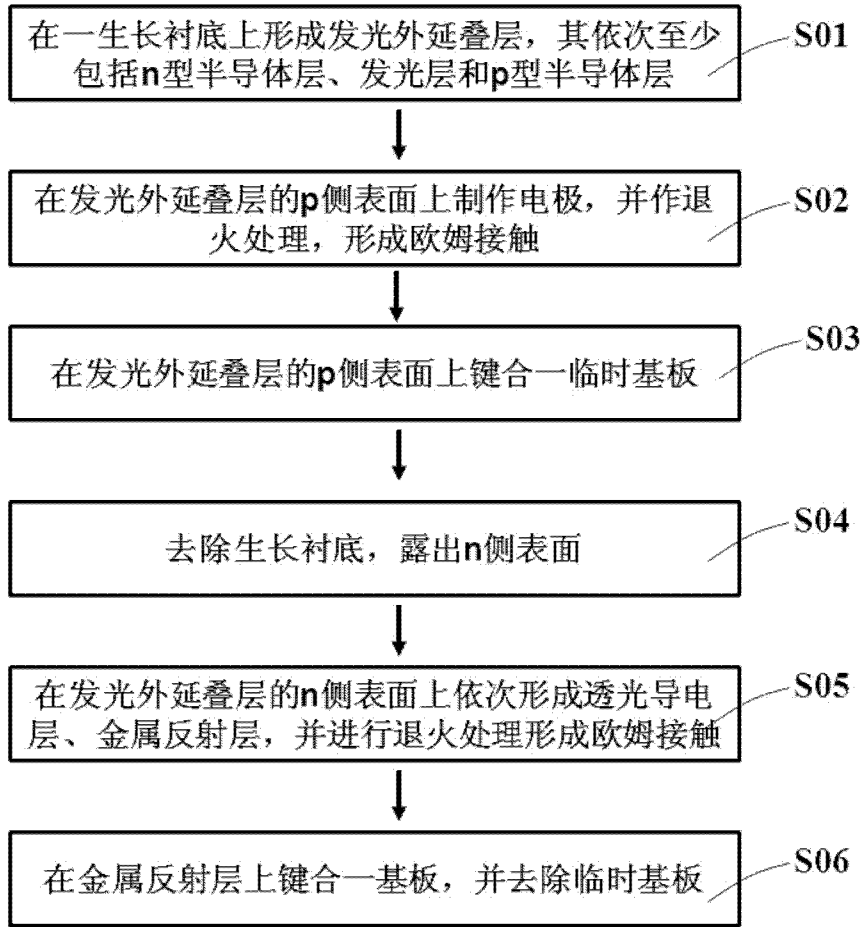 在一生长衬底上形成发光外延叠层，其依次至少
包括n型半导体层、发光层和p型半导体层
S01
在发光外延叠层的p侧表面上制作电极，并作退
火处理，形成欧姆接触
S02
在发光外延叠层的p侧表面上键合一临时基板
S03
去除生长衬底，露出n侧表面
S04
在发光外延叠层的n侧表面上依次形成透光导电
层、金属反射层，并进行退火处理形成欧姆接触
S05
在金属反射层上键合一基板，并去除临时基板
S06